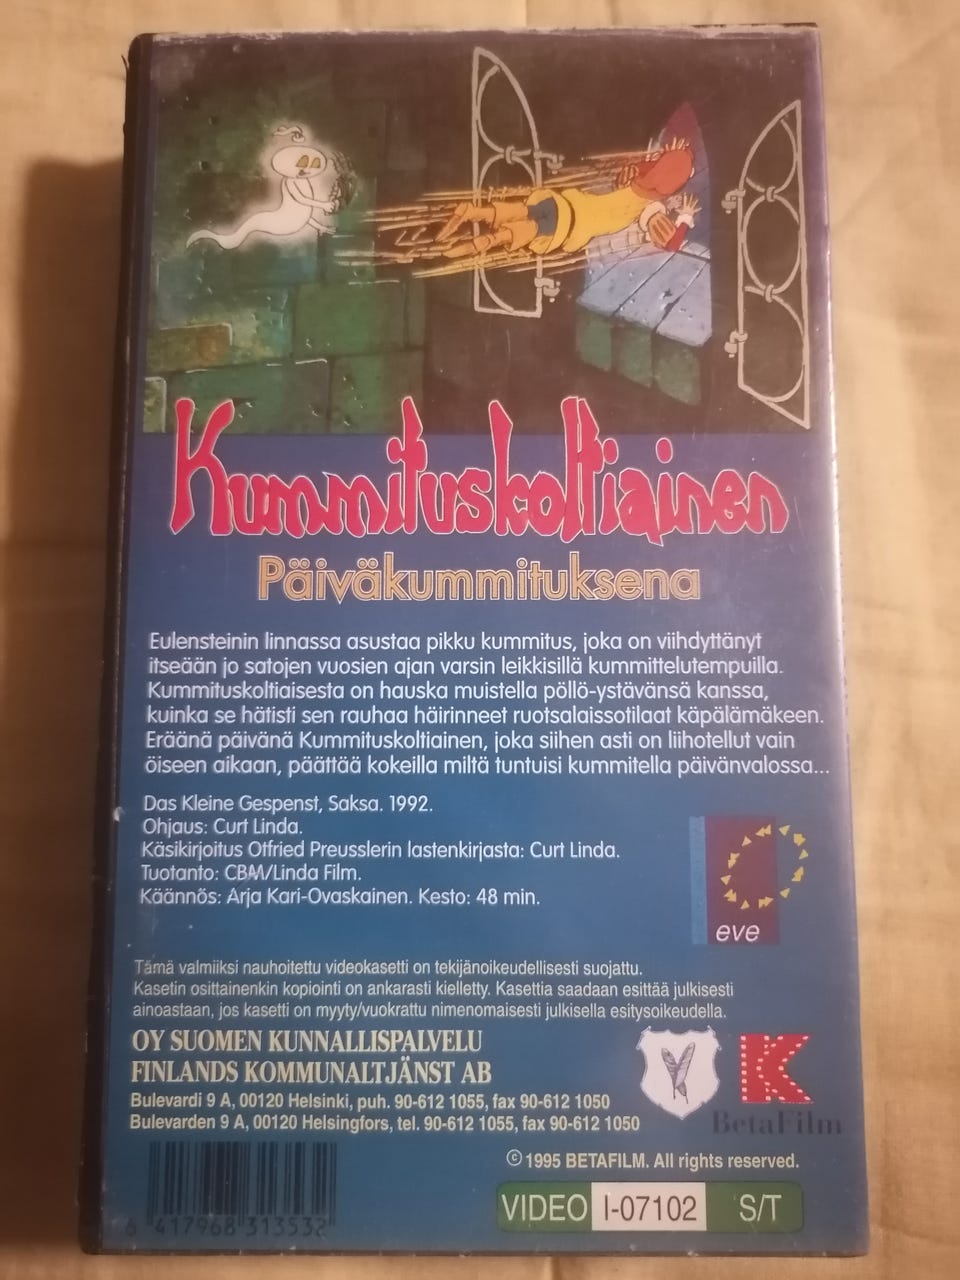 Kummituskoltiainen
Päiväkummituksena
Eulensteinin linnassa asustaa pikku kummitus, joka on viihdyttänyt
itseään jo satojen vuosien ajan varsin leikkisillä kummittelutempuilla.
Kummituskoltiaisesta on hauska muistella pöllö-ystävänsä kanssa,
kuinka se hätisti sen rauhaa häirinneet ruotsalaissotilaat käpälämäkeen.
Eräänä päivänä Kummituskoltiainen, joka siihen asti on liihotellut vain
öiseen aikaan, päättää kokeilla miltä tuntuisi kummitella päivänvalossa...
Das Kleine Gespenst, Saksa. 1992.
Ohjaus: Curt Linda.
Käsikirjoitus Otfried Preusslerin lastenkirjasta: Curt Linda.
Tuotanto: CBM/Linda Film.
Käännös: Arja Kari-Ovaskainen. Kesto: 48 min.
eve
Tämä valmiiksi nauhoitettu videokasetti on tekijänoikeudellisesti suojattu.
Kasetin osittainenkin kopiointi on ankarasti kielletty. Kasettia saadaan esittää julkisesti
ainoastaan, jos kasetti on myyty/vuokrattu nimenomaisesti julkisella esitysoikeudella.
OY SUOMEN KUNNALLISPALVELU
FINLANDS KOMMUNALTJÄNST AB
Bulevardi 9 A, 00120 Helsinki, puh. 90-612 1055, fax 90-612 1050
Bulevarden 9 A, 00120 Helsingfors, tel. 90-612 1055, fax 90-612 1050
K
BetaFilm
© 1995 BETAFILM. All rights reserved.
VIDEO I-07102 S/T
6 417968 313532